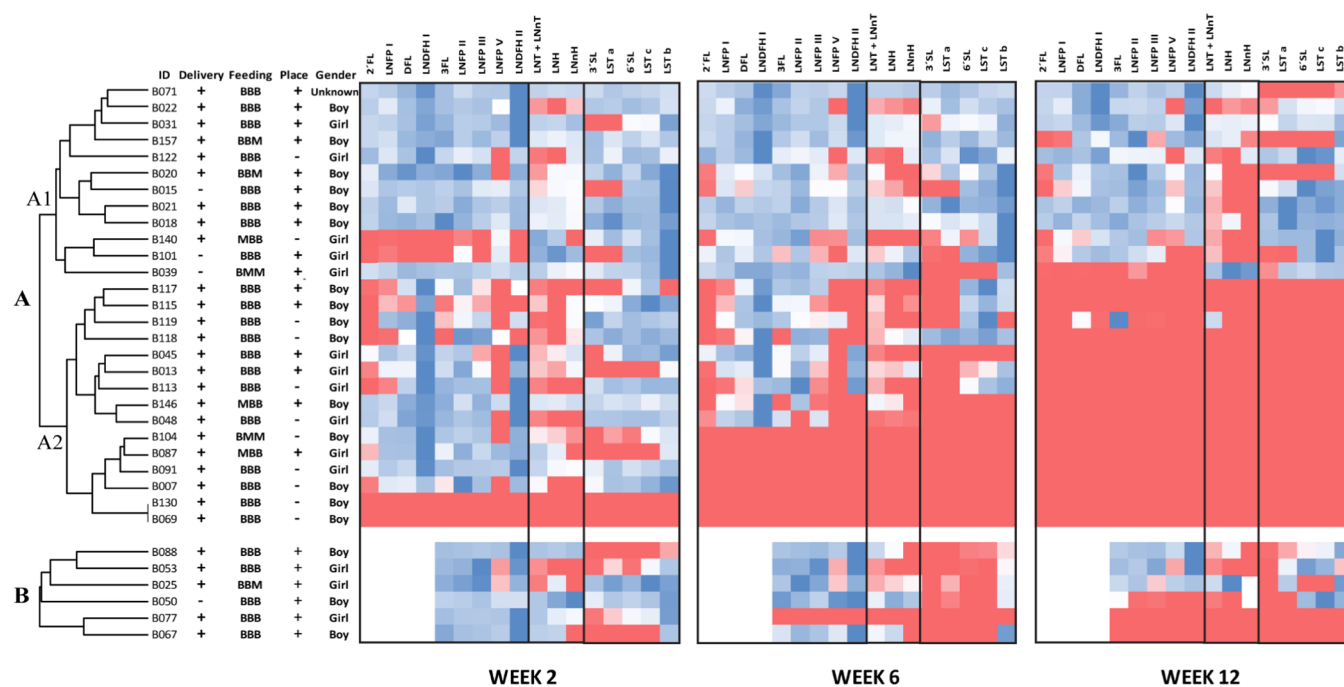 2´FL LNFP I DFL LNDFH I 3FL LNFP II LNFP III LNFP V LNDFH II LNT + LNnT LNH LNnH 3´SL LST a 6´SL LST c LST b
2´FL LNFP I DFL LNDFH I 3FL LNFP II LNFP III LNFP V LNDFH II LNT + LNnT LNH LNnH 3´SL LST a 6´SL LST c LST b
2´FL LNFP I DFL LNDFH I 3FL LNFP II LNFP III LNFP V LNDFH II LNT + LNnT LNH LNnH 3´SL LST a 6´SL LST c LST b
ID Delivery Feeding Place Gender
B071 + BBB + Unknown
B022 + BBB + Boy
B031 + BBB + Girl
B157 + BBM + Boy
B122 + BBB - Girl
B020 + BBM + Boy
B015 - BBB + Boy
A1
B021 + BBB + Boy
B018 + BBB + Boy
B140 + MBB - Girl
B101 - BBB + Girl
B039 - BMM + Girl
A
B117 + BBB + Boy
B115 + BBB + Boy
B119 + BBB - Boy
B118 + BBB - Boy
B045 + BBB + Girl
B013 + BBB + Girl
B113 + BBB - Girl
B146 + MBB + Boy
B048 + BBB - Girl
A2
B104 + BMM - Boy
B087 + MBB + Girl
B091 + BBB - Girl
B007 + BBB - Boy
B130 + BBB - Boy
B069 + BBB - Boy
B088 + BBB + Boy
B053 + BBB + Girl
B025 + BBM + Girl
B
B050 - BBB + Boy
B077 + BBB + Girl
B067 + BBB + Boy
WEEK 2 WEEK 6 WEEK 12